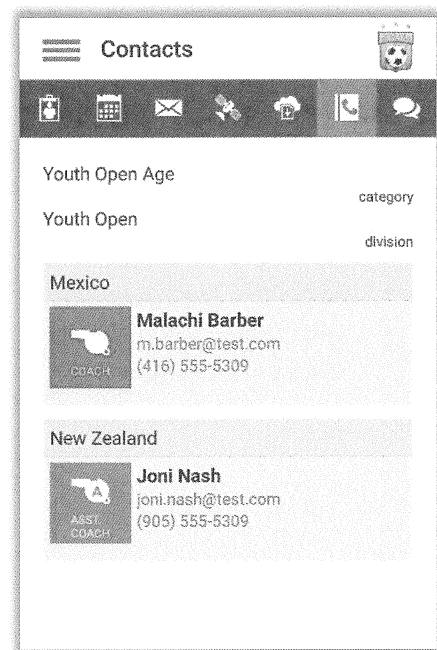 Contacts
Youth Open Age
category
Youth Open
division
Mexico
COACH
Malachi Barber
m.barber@test.com
(416) 555-5309
New Zealand
A
ASST.
COACH
Joni Nash
joni.nash@test.com
(905) 555-5309